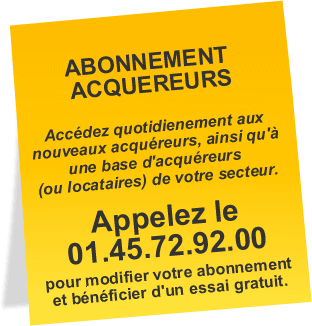 ABONNEMENT
ACQUEREURS
Accédez quotidienement aux
nouveaux acquéreurs, ainsi qu'à
une base d'acquéreurs
(ou locataires) de votre secteur.
Appelez le
01.45.72.92.00
pour modifier votre abonnement
et bénéficier d'un essai gratuit.